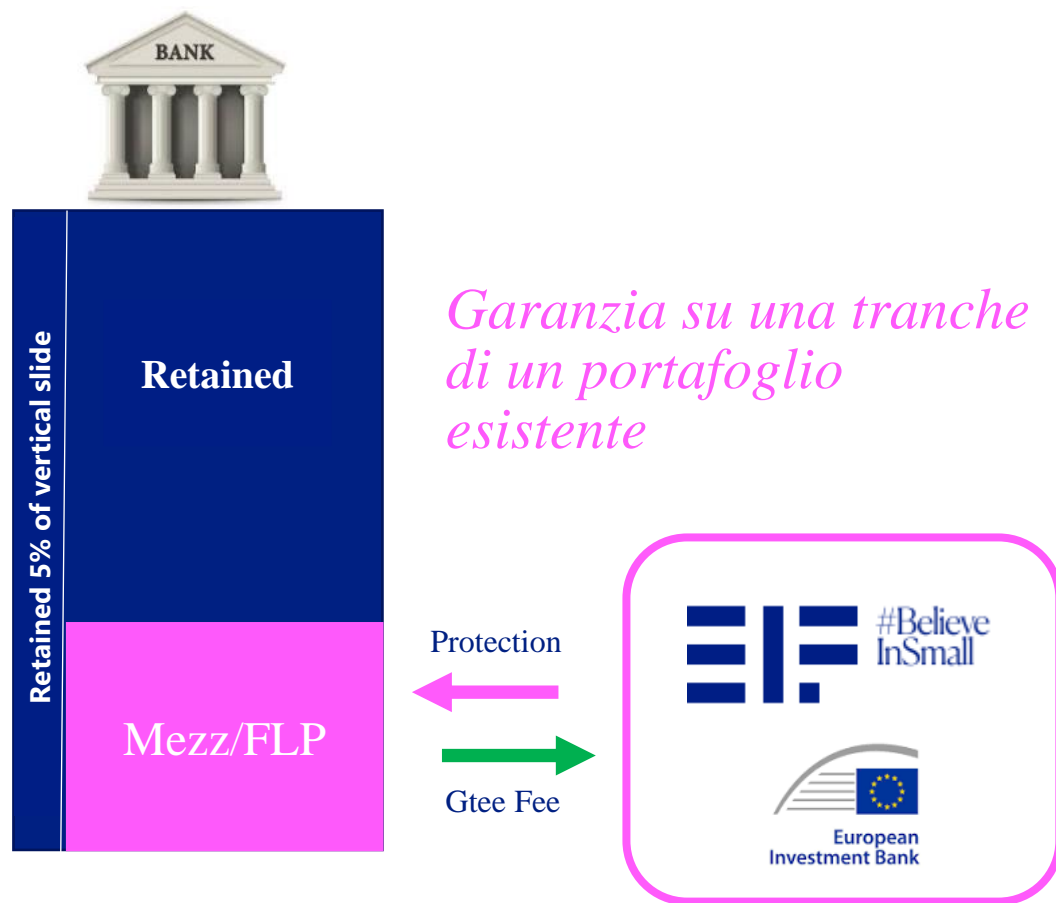 BANK
Retained 5% of vertical slide
Retained
Garanzia su una tranche
di un portafoglio
esistente
Mezz/FLP
Protection
Gtee Fee
EIF
#Believe
InSmall
European
Investment Bank